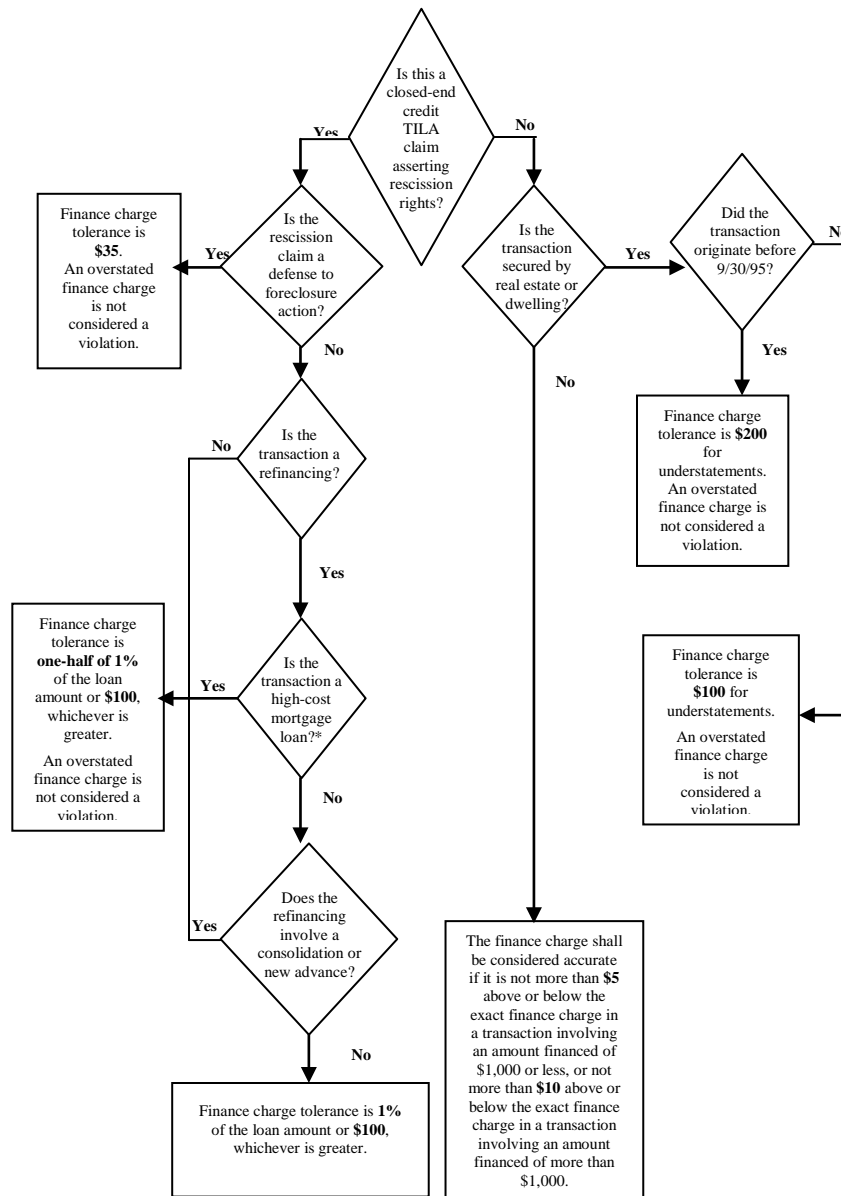 Is this a
closed-end
credit
TILA
claim
asserting
rescission
rights?
Yes
No
Finance charge
tolerance is
$35.
An overstated
finance charge
is not
considered a
violation.
Yes
Is the
rescission
claim a
defense to
foreclosure
action?
Is the
transaction
secured by
real estate or
dwelling?
Yes
Did the
transaction
originate before
9/30/95?
No
No
No
Yes
Finance charge
tolerance is $200
for
understatements.
An overstated
finance charge is
not considered a
violation.
No
Is the
transaction a
refinancing?
Yes
Finance charge
tolerance is
one-half of 1%
of the loan
amount or $100,
whichever is
greater.
An overstated
finance charge is
not considered a
violation.
Yes
Is the
transaction a
high-cost
mortgage
loan?*
Finance charge
tolerance is
$100 for
understatements.
An overstated
finance charge
is not
considered a
violation.
No
Yes
Does the
refinancing
involve a
consolidation or
new advance?
No
The finance charge shall
be considered accurate
if it is not more than $5
above or below the
exact finance charge in
a transaction involving
an amount financed of
$1,000 or less, or not
more than $10 above or
below the exact finance
charge in a transaction
involving an amount
financed of more than
$1,000.
Finance charge tolerance is 1%
of the loan amount or $100,
whichever is greater.